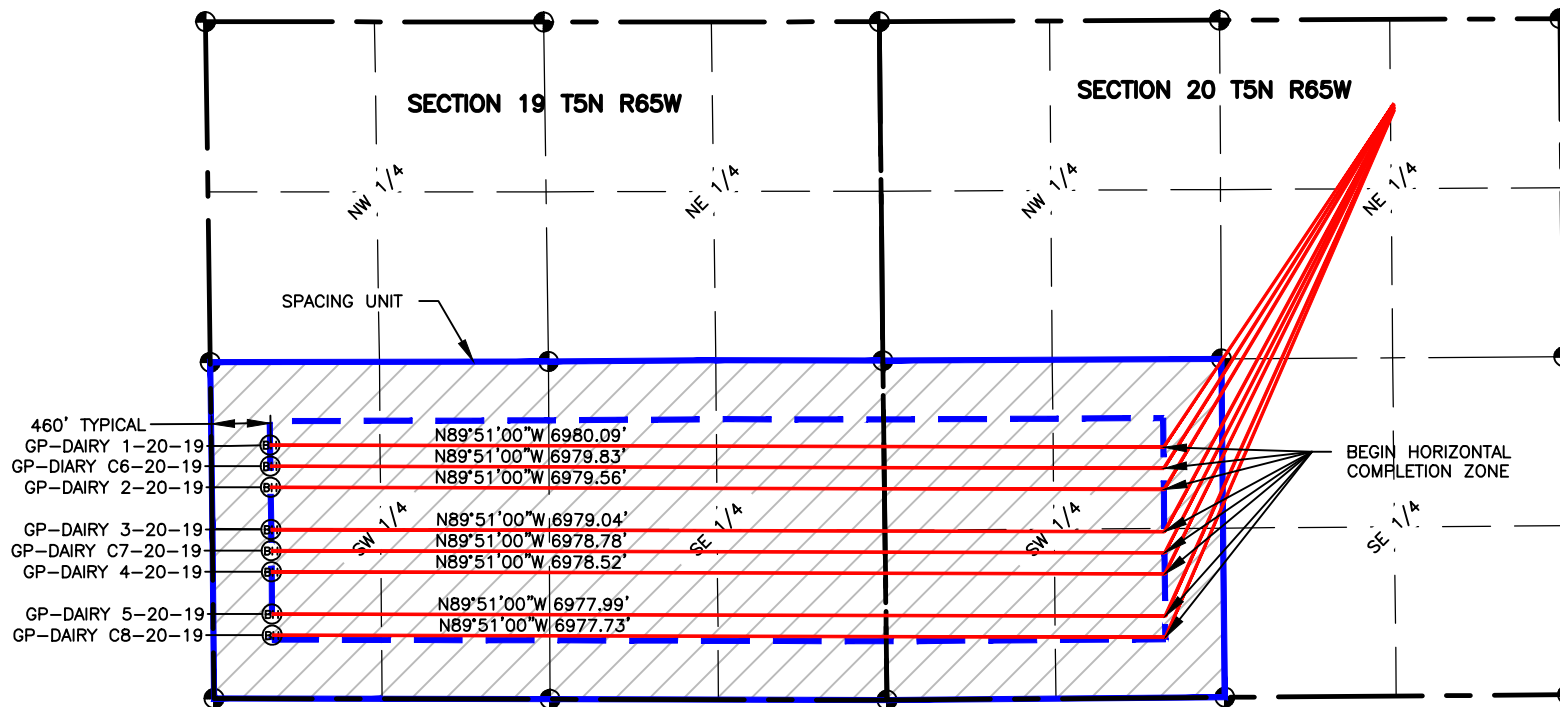 SECTION 19 T5N R65W
SECTION 20 T5N R65W
NW 1/4
NE 1/4
NW 1/4
NE 1/4
SPACING UNIT
460' TYPICAL
GP-DAIRY 1-20-19
GP-DIARY C6-20-19
GP-DAIRY 2-20-19
GP-DAIRY 3-20-19
GP-DAIRY C7-20-19
GP-DAIRY 4-20-19
GP-DAIRY 5-20-19
GP-DAIRY C8-20-19
N89°51'00"W 6980.09'
N89°51'00"W 6979.83'
N89°51'00"W 6979.56'
N89°51'00"W 6979.04'
N89°51'00"W 6978.78'
N89°51'00"W 6978.52'
N89°51'00"W 6977.99'
N89°51'00"W 6977.73'
SW 1/4
SE 1/4
SW 1/4
SE 1/4
BEGIN HORIZONTAL
COMPLETION ZONE